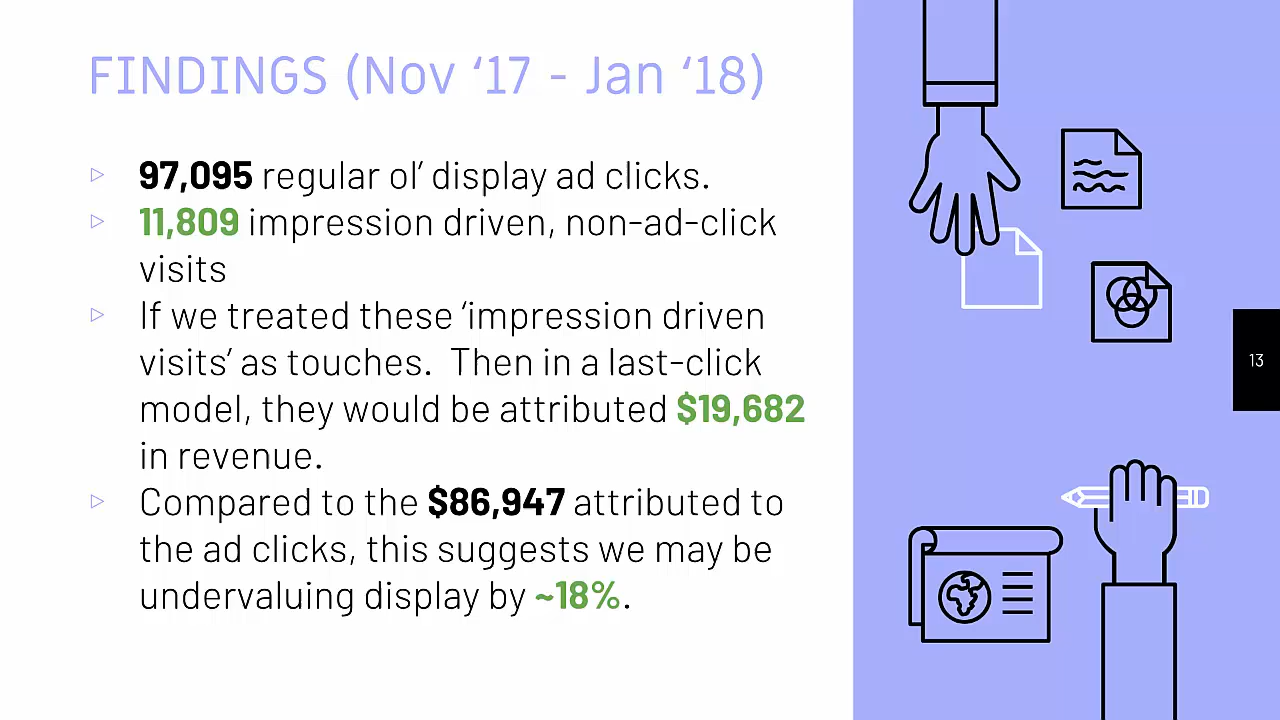 FINDINGS (Nov ‘17 - Jan ‘18)
97,095 regular ol’ display ad clicks.
11,809 impression driven, non-ad-click
visits
If we treated these ‘impression driven
visits’ as touches.  Then in a last-click
model, they would be attributed $19,682
in revenue.
Compared to the $86,947 attributed to
the ad clicks, this suggests we may be
undervaluing display by ~18%.
13